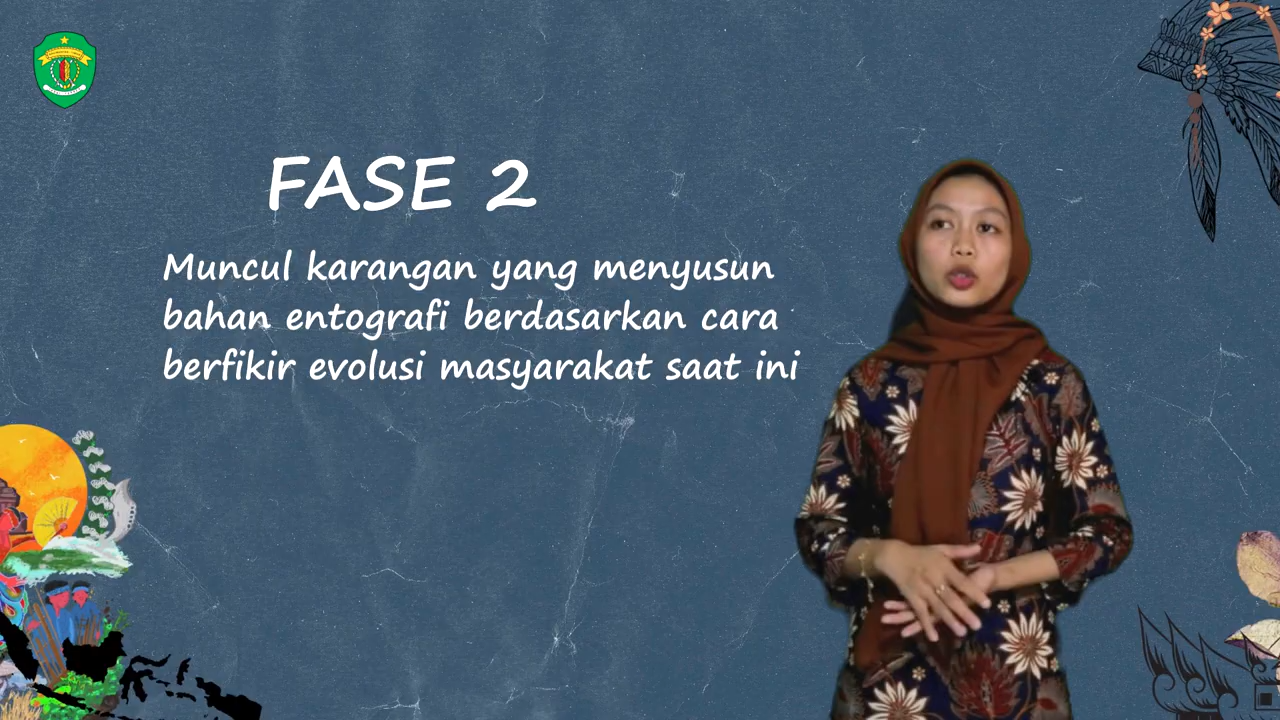 FASE 2
Muncul karangan yang menyusun
bahan entografi berdasarkan cara
berfikir evolusi masyarakat saat ini